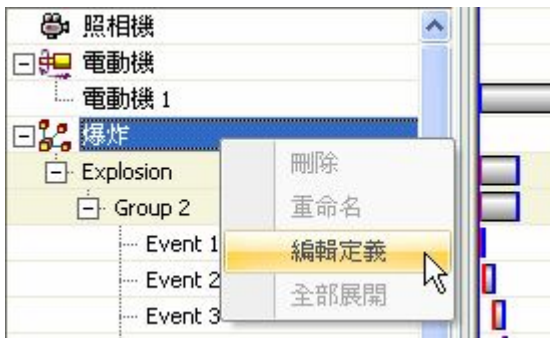 照相機
電動機
電動機 1
爆炸
Explosion
Group 2
Event 1
Event 2
Event 3
刪除
重命名
編輯定義
全部展開